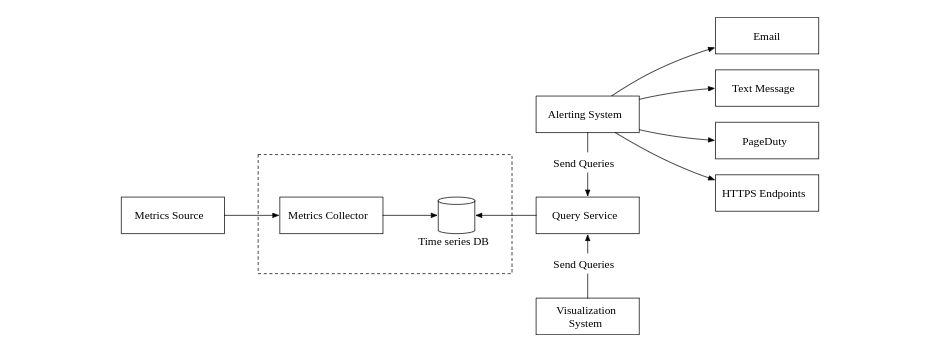 Email
Text Message
Alerting System
PageDuty
Send Queries
HTTPS Endpoints
Metrics Source
Metrics Collector
Query Service
Time series DB
Send Queries
Visualization
System